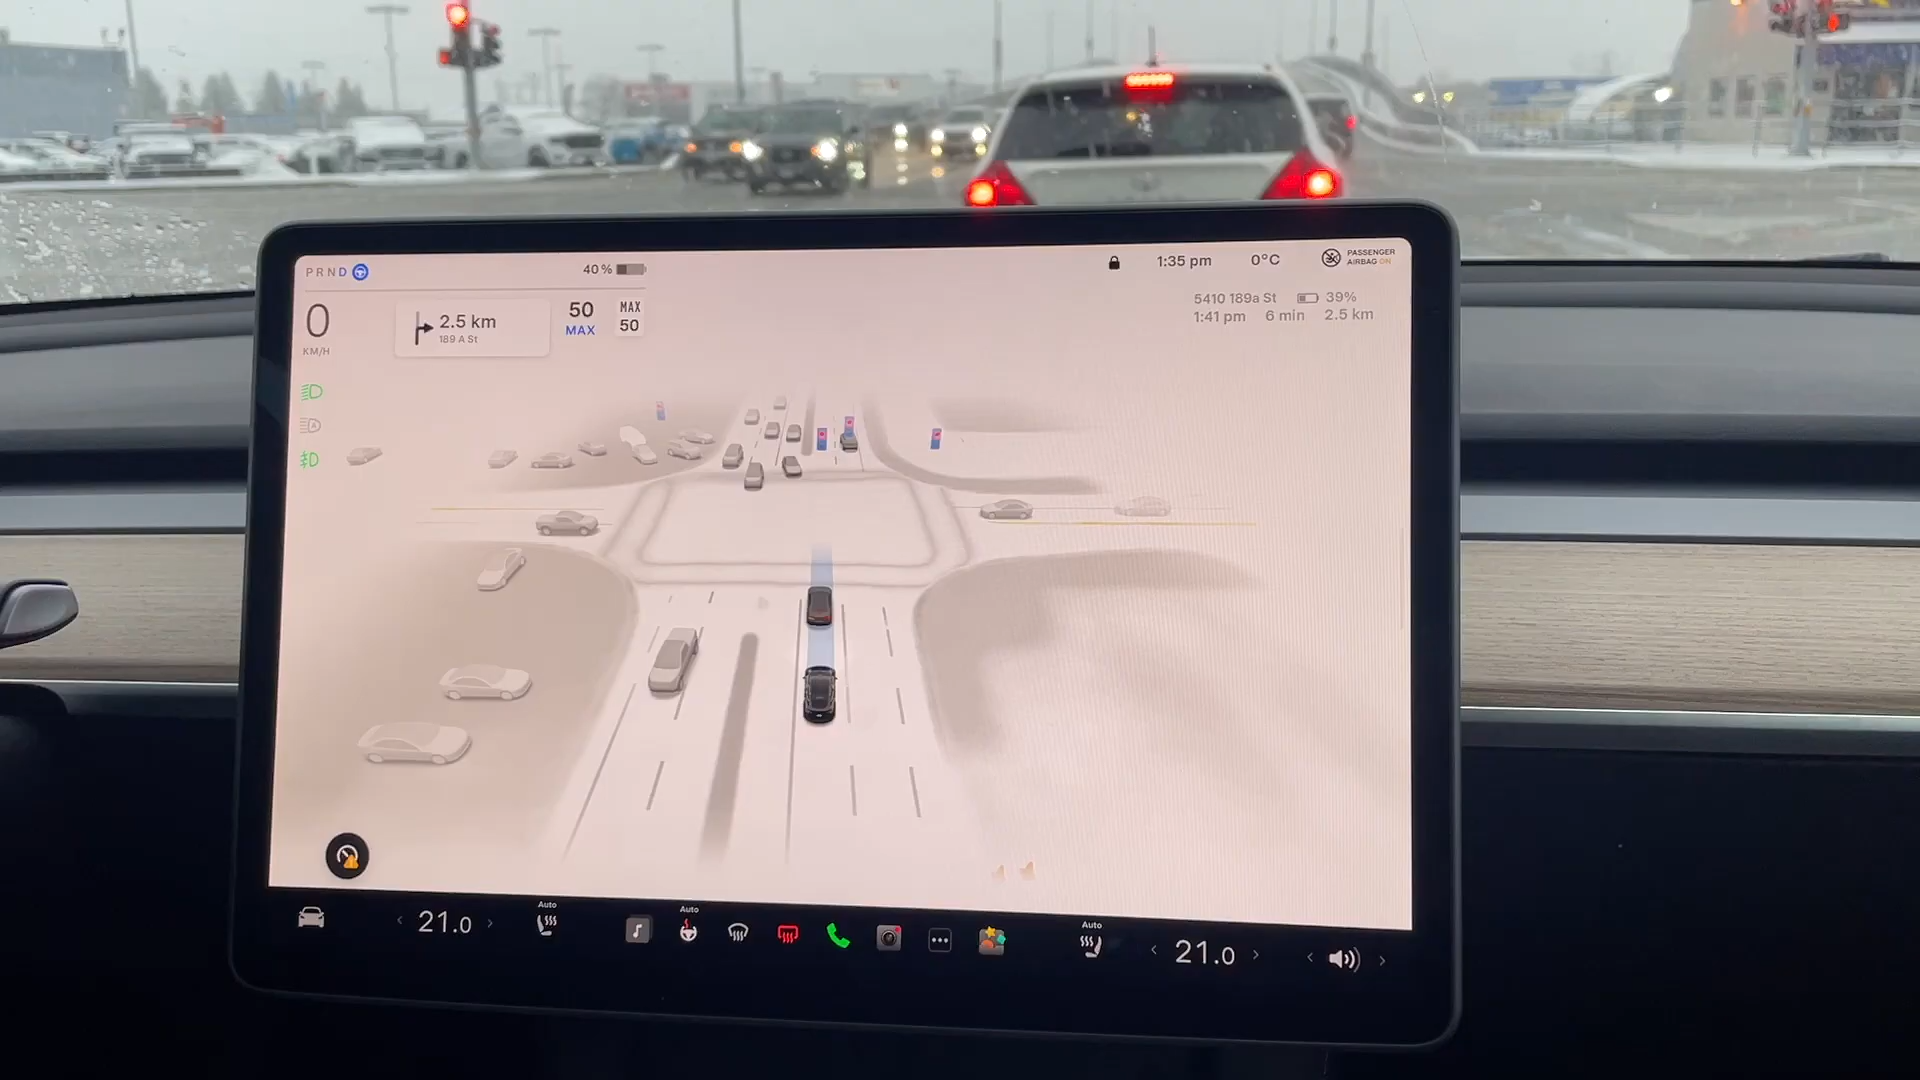 PRND
40%
1:35 pm
0°C
PASSENGER
AIRBAG ON
0
KM/H
2.5 km
189 A St
50
MAX
MAX
50
5410 189a St
39%
1:41 pm
6 min
2.5 km
A
21.0
Auto
Auto
Auto
21.0